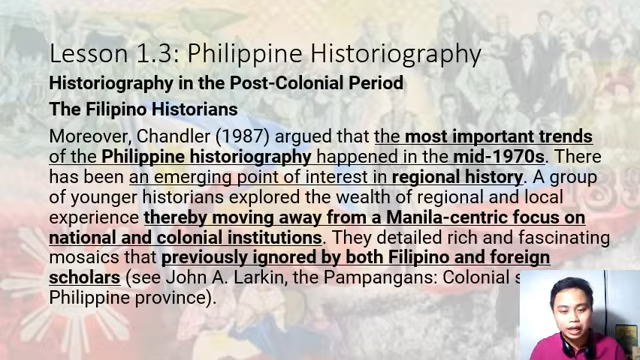 Lesson 1.3: Philippine Historiography
Historiography in the Post-Colonial Period
The Filipino Historians
Moreover, Chandler (1987) argued that the most important trends
of the Philippine historiography happened in the mid-1970s. There
has been an emerging point of interest in regional history. A group
of younger historians explored the wealth of regional and local
experience thereby moving away from a Manila-centric focus on
national and colonial institutions. They detailed rich and fascinating
mosaics that previously ignored by both Filipino and foreign
scholars (see John A. Larkin, the Pampangans: Colonial s
Philippine province).